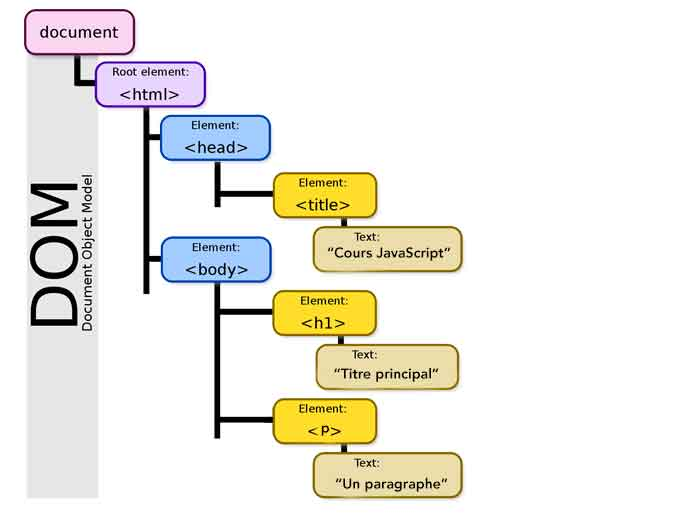 document
Root element:
<html>
Element:
<head>
Element:
<title>
Text:
“Cours JavaScript”
Element:
<body>
Element:
<h1>
Text:
“Titre principal”
Element:
<P>
Text:
“Un paragraphe”
DOM
Document Object Model